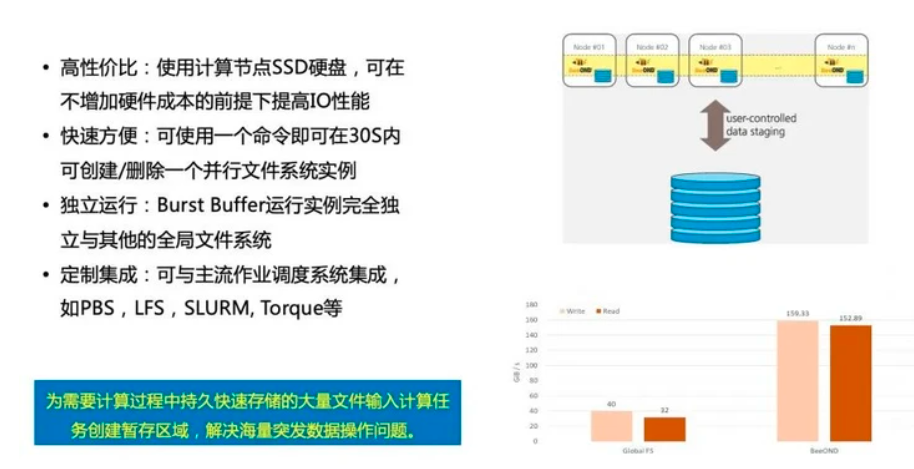 • 高性价比：使用计算节点SSD硬盘，可在
不增加硬件成本的前提下提高IO性能
• 快速方便：可使用一个命令即可在30S内
可创建/删除一个并行文件系统实例
• 独立运行：Burst Buffer运行实例完全独
立与其他的全局文件系统
• 定制集成：可与主流作业调度系统集成，
如PBS，LFS，SLURM, Torque等
为需要计算过程中持久快速存储的大量文件输入计算任
务创建暂存区域，解决海量突发数据操作问题。
Node #01 Node #02 Node #03 Node #n
BeeOND BeeOND BeeOND ... BeeOND
user-controlled
data staging
Write Read
GB / s
180
160
140
120
100
80
60
40
20
0
40
32
159.33
152.89
Global FS
BeeOND